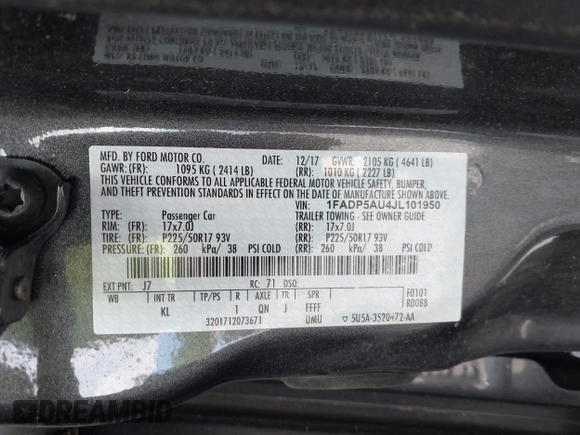 MFD. BY FORD MOTOR CO.
DATE: 12/17 GVWR: 2105 KG ( 4641 LB)
GAWR: (FR): 1095 KG ( 2414 LB)
(RR): 1010 KG ( 2227 LB)
THIS VEHICLE CONFORMS TO ALL APPLICABLE FEDERAL MOTOR VEHICLE SAFETY, BUMPER,
AND THEFT PREVENTION STANDARDS IN EFFECT ON THE DATE OF MANUFACTURE SHOWN ABOVE.
VIN: 1FADP5AU4JL101950
TYPE: Passenger Car
TRAILER TOWING - SEE OWNER GUIDE
RIM: (FR): 17x7.0J (RR): 17x7.0J
TIRE: (FR): P225/50R17 93V (RR): P225/50R17 93V
PRESSURE: (FR): 260 kPa/ 38 PSI COLD (RR): 260 kPa/ 38 PSI COLD
EXT PNT: J7 RC: 71 DSO:
WB INT TR TP/PS R AXLE TR SPR F0101
R0088
KL 1 QN J FFFF
3201712073671 UMU ▽ 5U5A-3520472-AA
DREAMBID